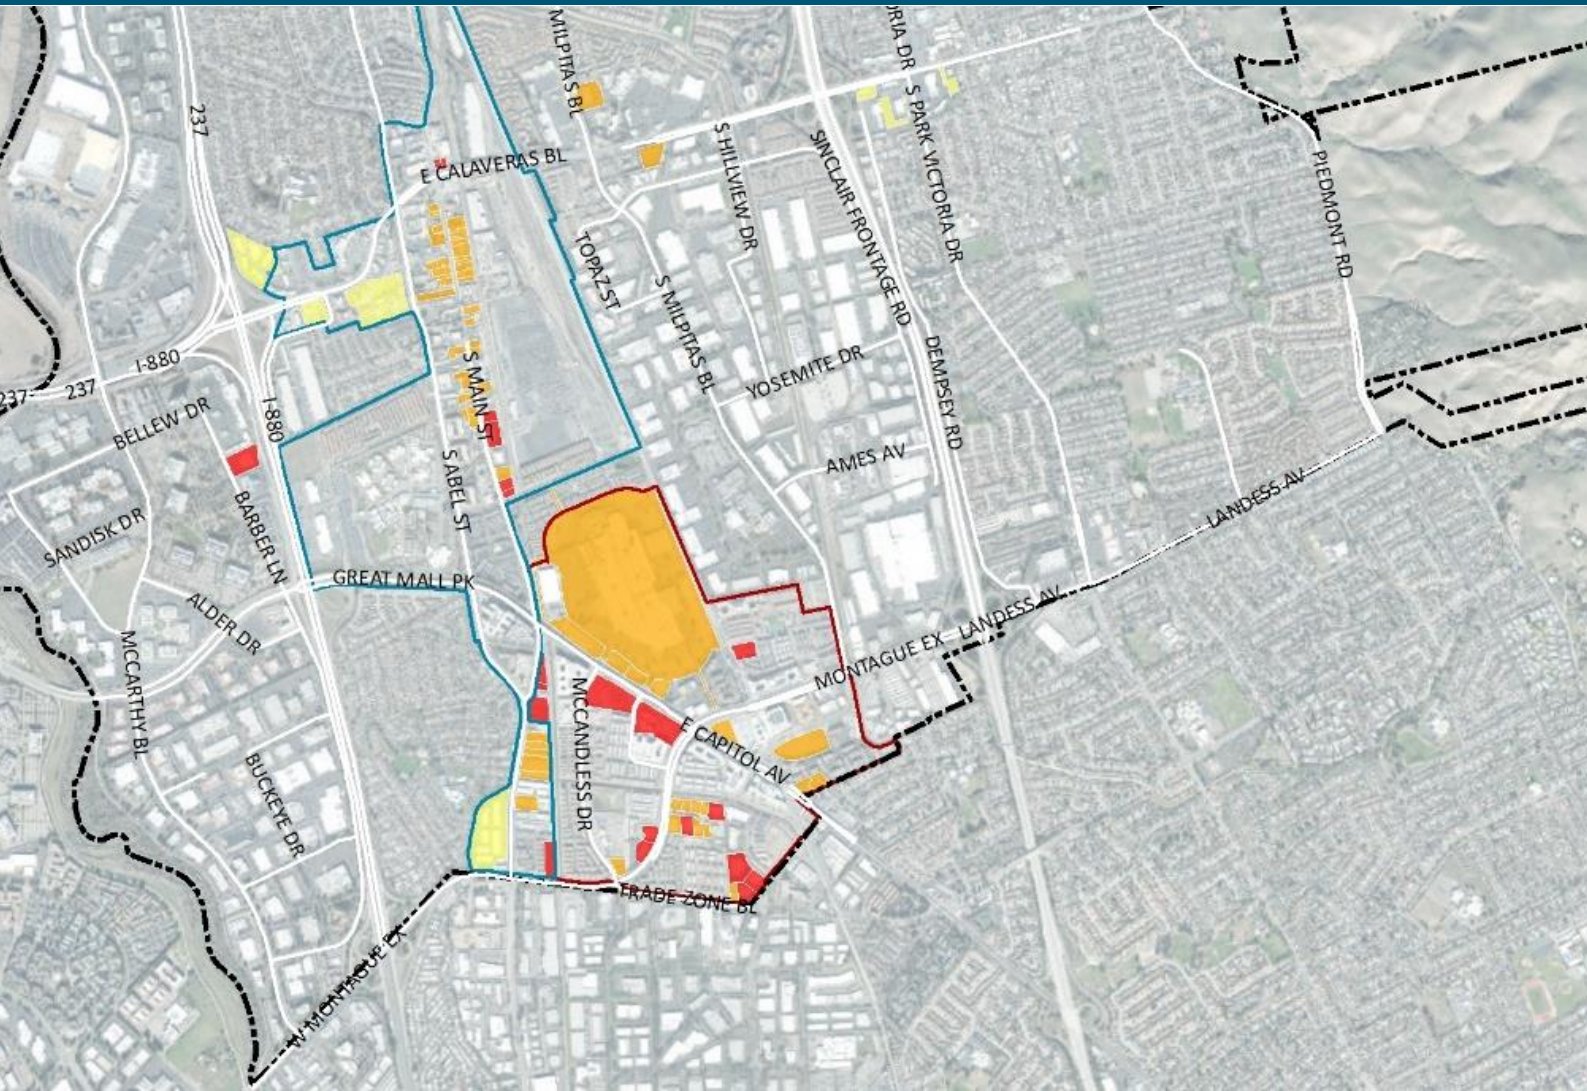 MILPITAS BL
RIA DR
237
S PARK VICTORIA DR
E CALAVERAS BL
S HILLVIEW DR
SINCLAIR FRONTAGE RD
PIEDMONT RD
TOPAZ ST
S MILPITAS BL
I-880
237
237
S MAIN ST
YOSEMITE DR
DEMPSEY RD
BELLEW DR
I-880
AMES AV
S ABEL ST
BARBER LN
LANDESS AV
SANDISK DR
GREAT MALL PK
ALDER DR
LANDESS AV
MONTAGUE EX
MCCARTHY BL
MCCANDLESS DR
E CAPITOL AV
BUCKEYE DR
TRADE ZONE BL
W MONTAGUE EX